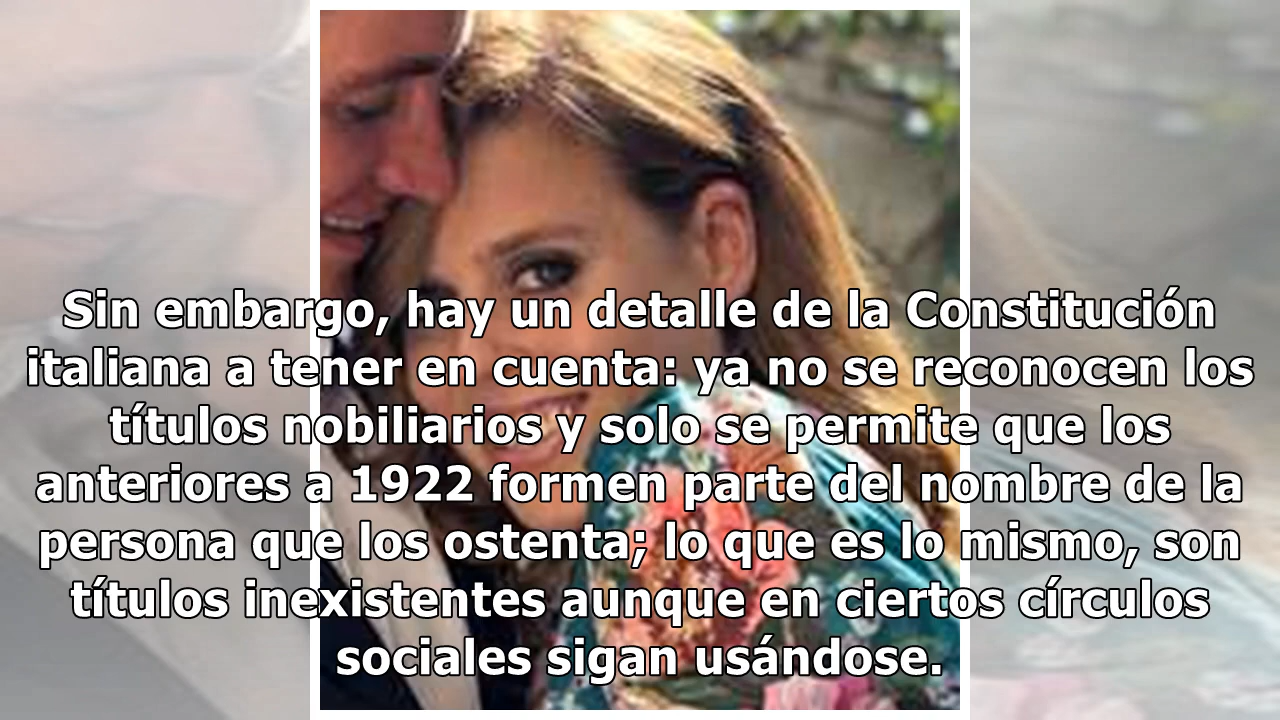 Sin embargo, hay un detalle de la Constitución
italiana a tener en cuenta: ya no se reconocen los
títulos nobiliarios y solo se permite que los
anteriores a 1922 formen parte del nombre de la
persona que los ostenta; lo que es lo mismo, son
títulos inexistentes aunque en ciertos círculos
sociales sigan usándose.